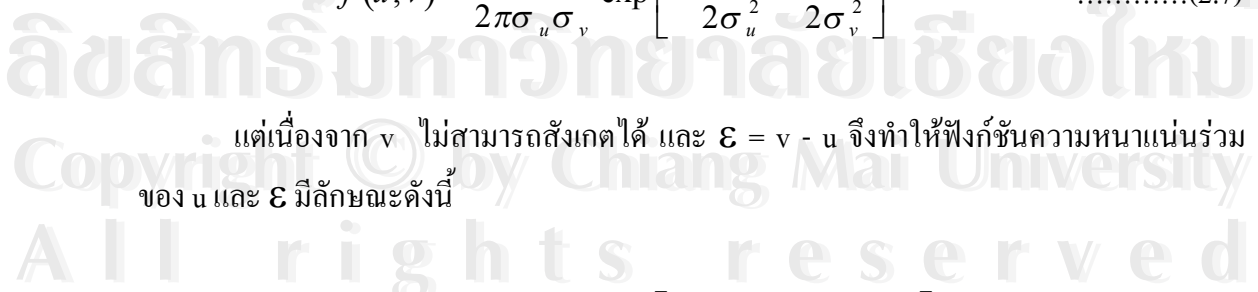 2πσ_u σ_v exp[ 2σ_u^2 2σ_v^2 ] …………(2.7)
ลิขสิทธิ์มหาวิทยาลัยเชียงใหม่
แต่เนื่องจาก v ไม่สามารถสังเกตได้ และ ε = v - u จึงทำให้ฟังก์ชันความหนาแน่นร่วม
Copyright © by Chiang Mai University
ของ u และ ε มีลักษณะดังนี้
All rights reserved